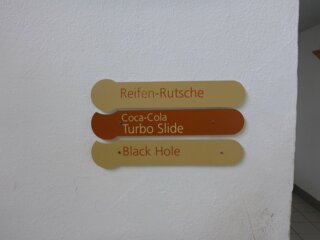 Reifen-Rutsche
Coca-Cola
Turbo Slide
Black Hole